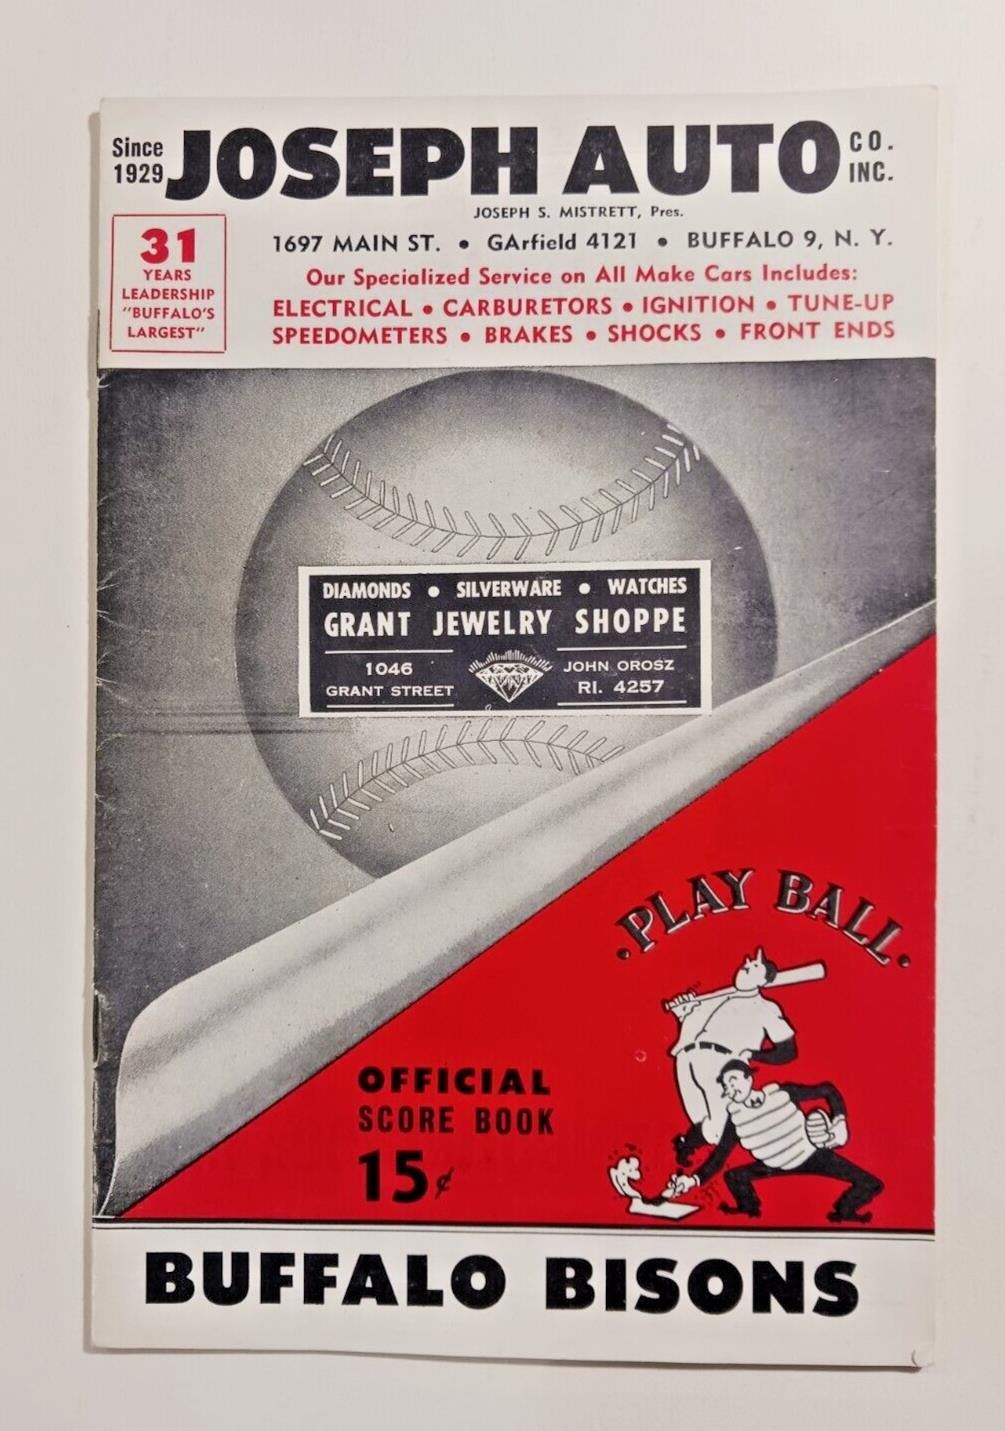 Since
1929
JOSEPH AUTO CO.
INC.
JOSEPH S. MISTRETT, Pres.
1697 MAIN ST. • GArfield 4121 • BUFFALO 9, N. Y.
31
YEARS
LEADERSHIP
"BUFFALO'S
LARGEST"
Our Specialized Service on All Make Cars Includes:
ELECTRICAL • CARBURETORS • IGNITION • TUNE-UP
SPEEDOMETERS • BRAKES • SHOCKS • FRONT ENDS
DIAMONDS • SILVERWARE • WATCHES
GRANT JEWELRY SHOPPE
1046
GRANT STREET
JOHN OROSZ
RI. 4257
• PLAY BALL •
OFFICIAL
SCORE BOOK
15¢
BUFFALO BISONS